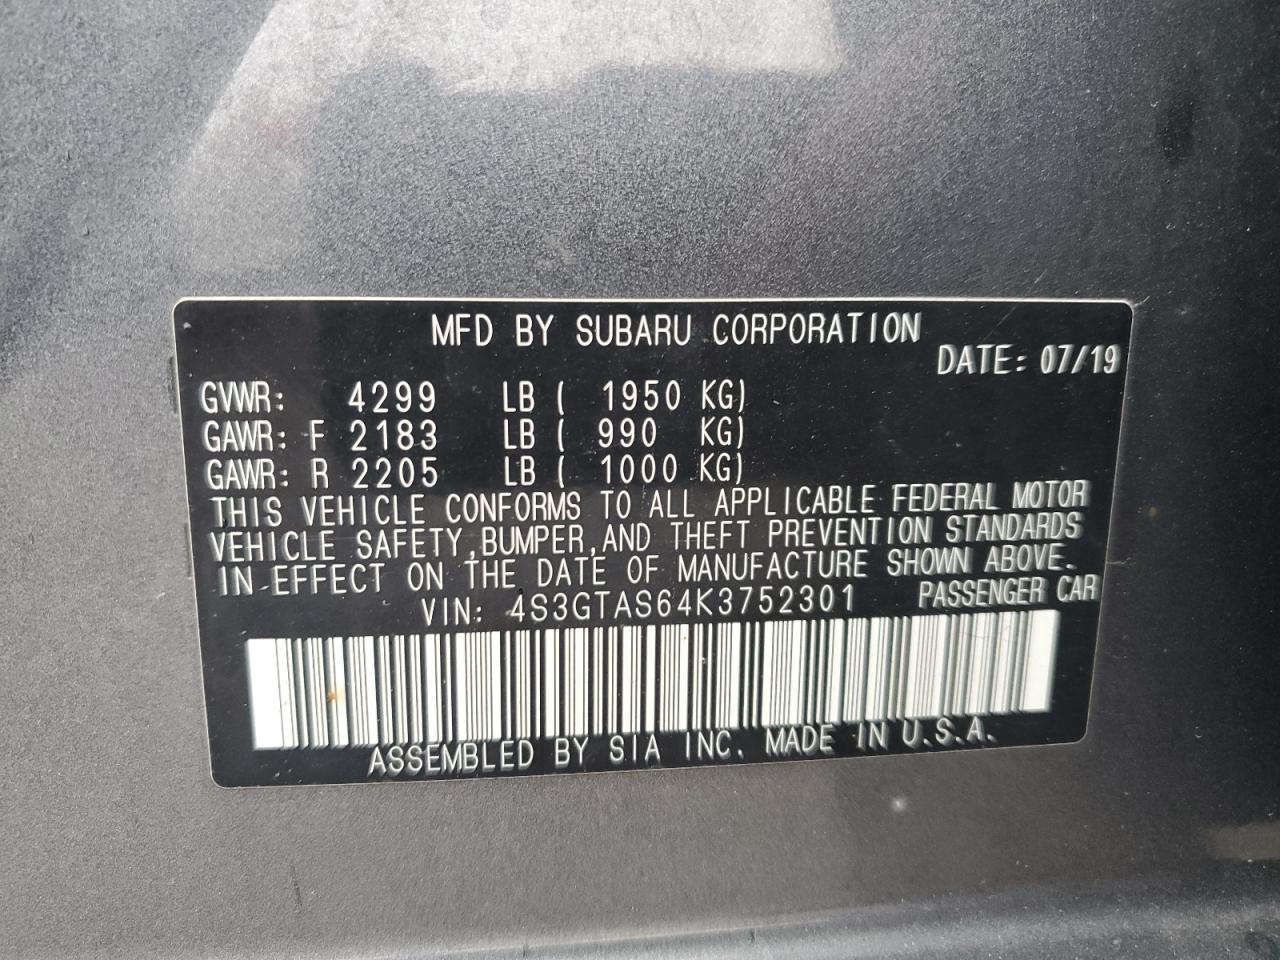 MFD BY SUBARU CORPORATION
DATE: 07/19
GVWR: 4299 LB ( 1950 KG)
GAWR: F 2183 LB ( 990 KG)
GAWR: R 2205 LB ( 1000 KG)
THIS VEHICLE CONFORMS TO ALL APPLICABLE FEDERAL MOTOR
VEHICLE SAFETY, BUMPER, AND THEFT PREVENTION STANDARDS
IN EFFECT ON THE DATE OF MANUFACTURE SHOWN ABOVE.
VIN: 4S3GTAS64K3752301 PASSENGER CAR
ASSEMBLED BY SIA INC. MADE IN U.S.A.